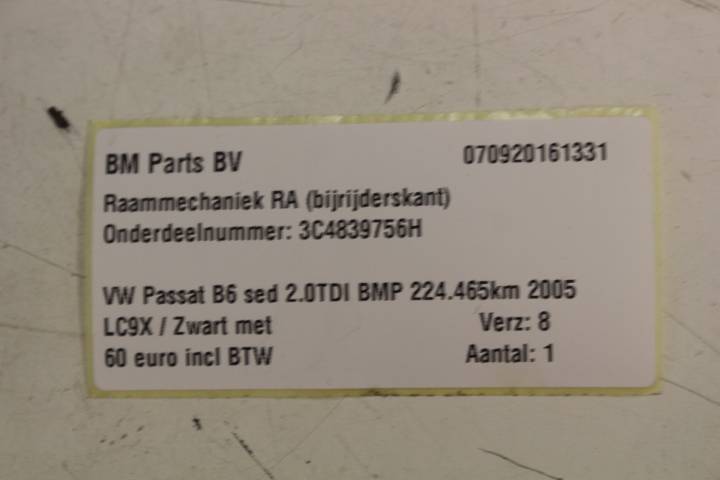 BM Parts BV 070920161331
Raammechaniek RA (bijrijderskant)
Onderdeelnummer: 3C4839756H
VW Passat B6 sed 2.0TDI BMP 224.465km 2005
LC9X / Zwart met Verz: 8
60 euro incl BTW Aantal: 1